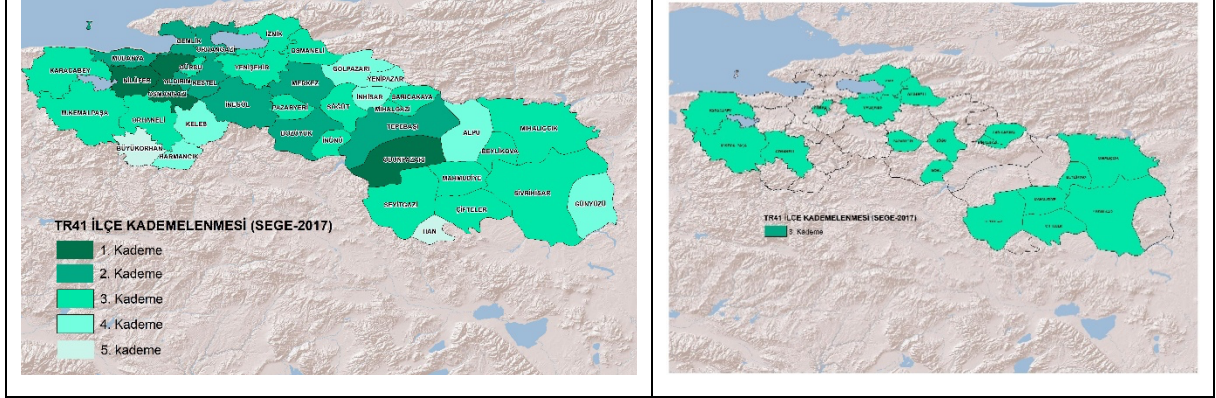 İZNİK
GEMLİK
ORHANGAZİ
OSMANELİ
MUDANYA
GÜRSU
YENİŞEHİR
GÖLPAZARI
KARACABEY
NİLÜFER
YILDIRIM
KESTEL
MERKEZ
YENİPAZAR
OSMANGAZİ
İNHİSAR
SARICAKAYA
M.KEMALPAŞA
İNEGÖL
PAZARYERİ
SÖĞÜT
MİHALGAZİ
ORHANELİ
KELES
TEPEBAŞI
ALPU
MİHALIÇÇIK
BOZÜYÜK
İNÖNÜ
BÜYÜKORHAN
HARMANCIK
BEYLİKOVA
ODUNPAZARI
MAHMUDİYE
SİVRİHİSAR
SEYİTGAZİ
ÇİFTELER
GÜNYÜZÜ
HAN
TR41 İLÇE KADEMELENMESİ (SEGE-2017)
1. Kademe
2. Kademe
3. Kademe
4. Kademe
5. kademe
TR41 İLÇE KADEMELENMESİ (SEGE-2017)
3. Kademe